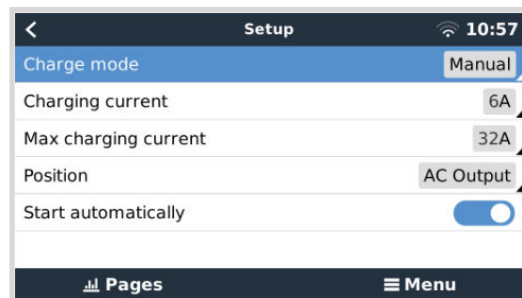 Setup 10:57
Charge mode Manual
Charging current 6A
Max charging current 32A
Position AC Output
Start automatically
Pages Menu